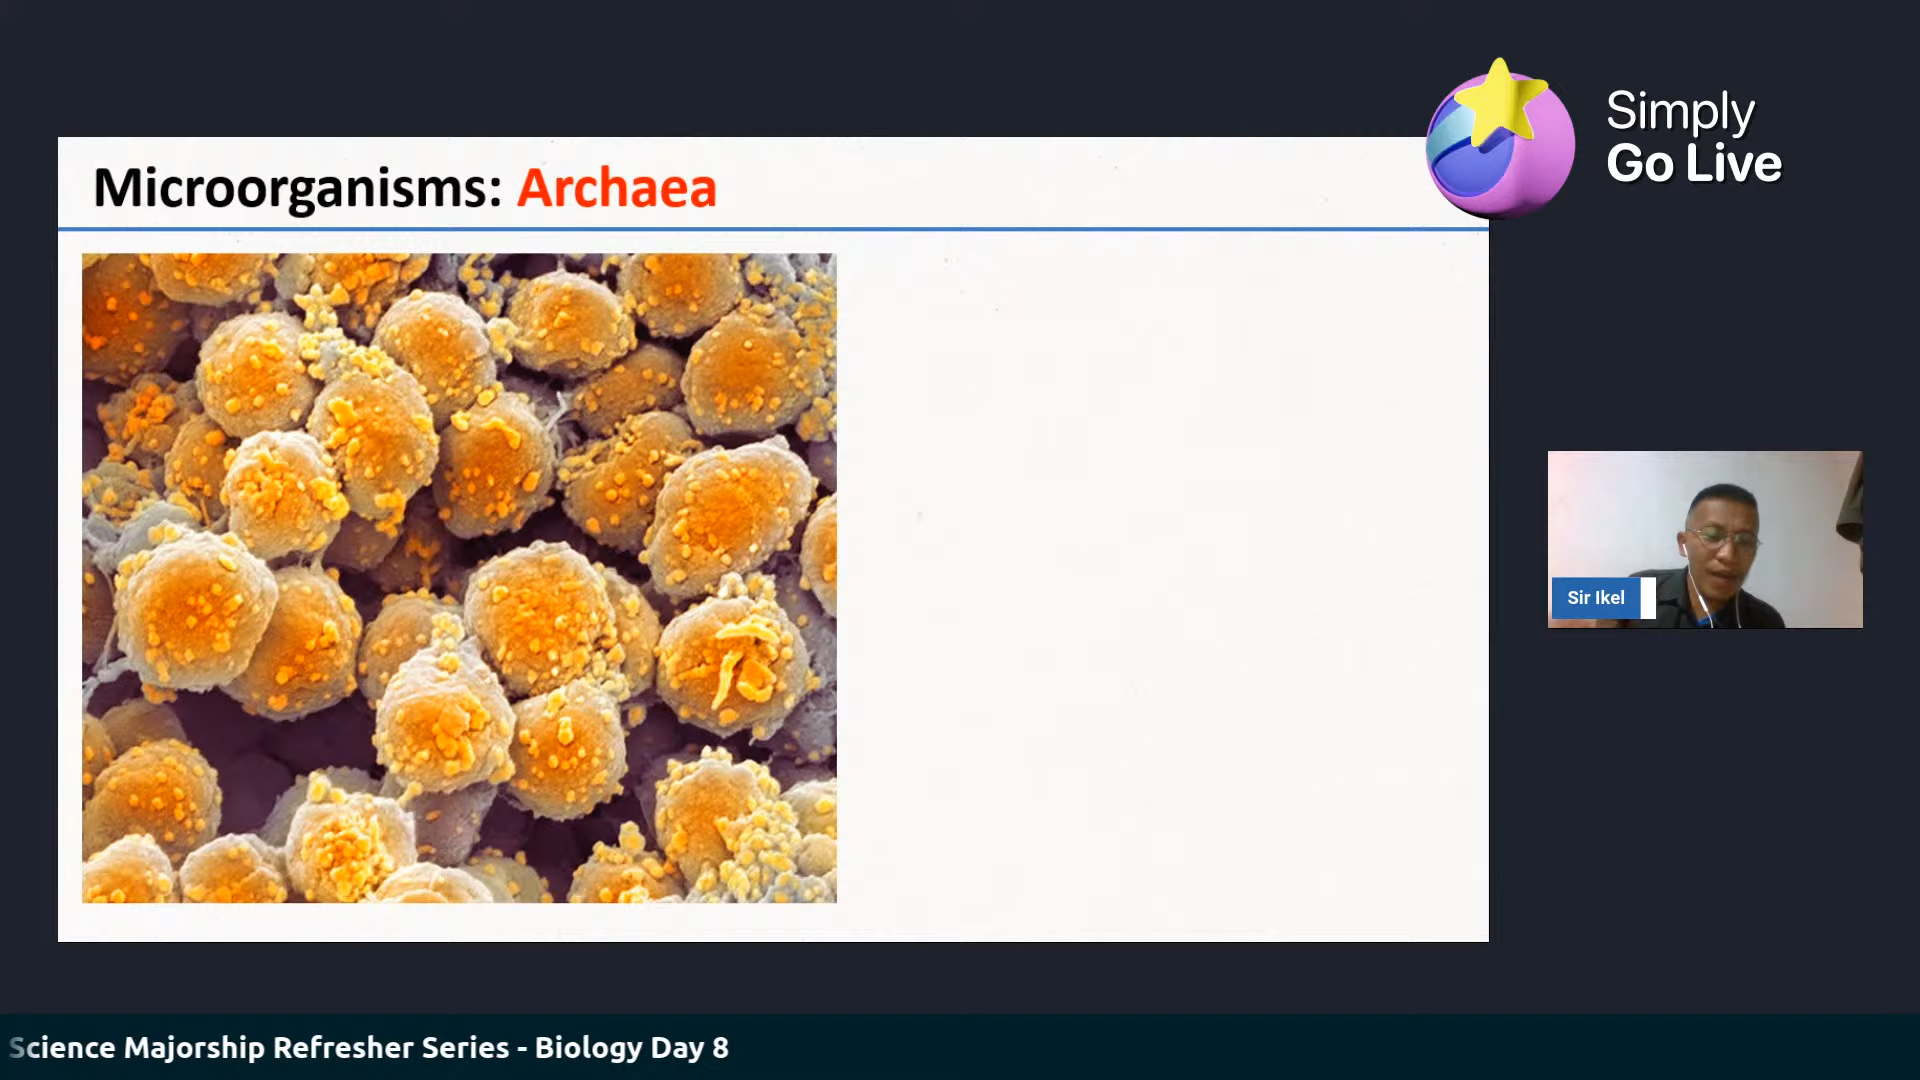 Simply
Go Live
Microorganisms: Archaea
Sir Ikel
Science Majorship Refresher Series - Biology Day 8